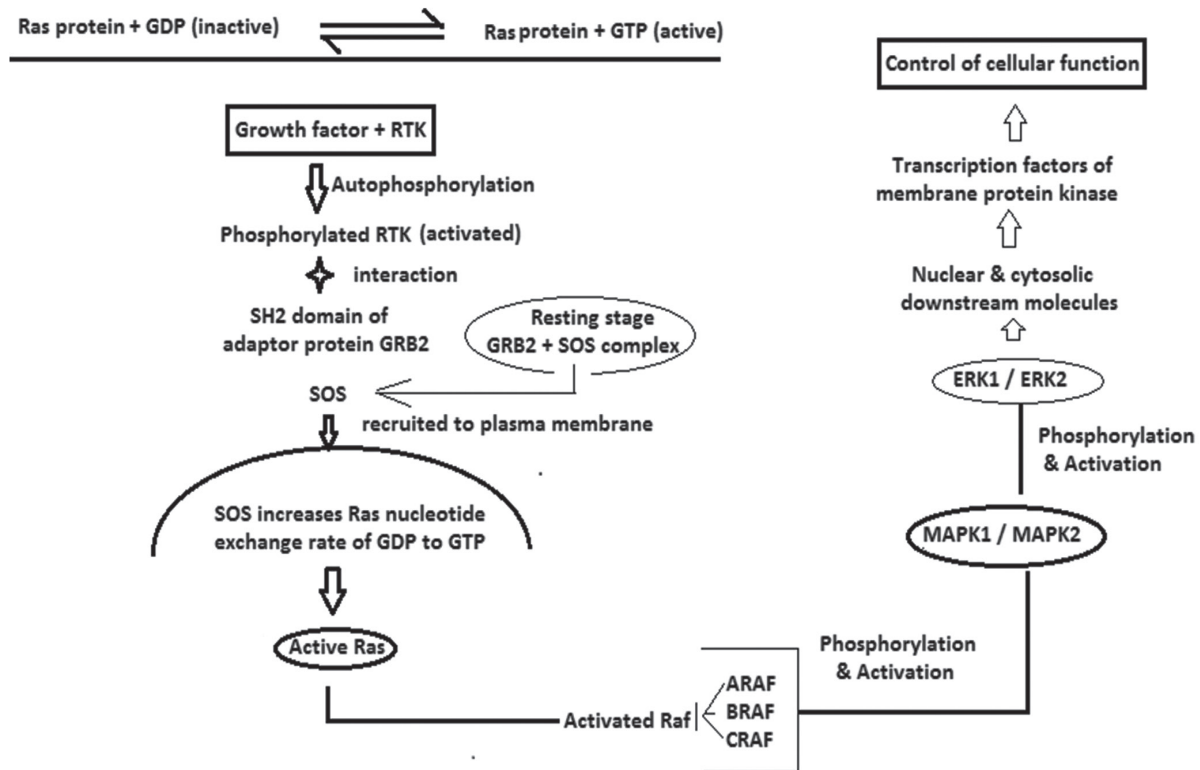 Ras protein + GDP (inactive)
Ras protein + GTP (active)
Growth factor + RTK
Autophosphorylation
Phosphorylated RTK (activated)
interaction
SH2 domain of
adaptor protein GRB2
Resting stage
GRB2 + SOS complex
SOS
recruited to plasma membrane
SOS increases Ras nucleotide
exchange rate of GDP to GTP
Active Ras
Activated Raf
ARAF
BRAF
CRAF
Phosphorylation
& Activation
MAPK1 / MAPK2
Phosphorylation
& Activation
ERK1 / ERK2
Nuclear & cytosolic
downstream molecules
Transcription factors of
membrane protein kinase
Control of cellular function